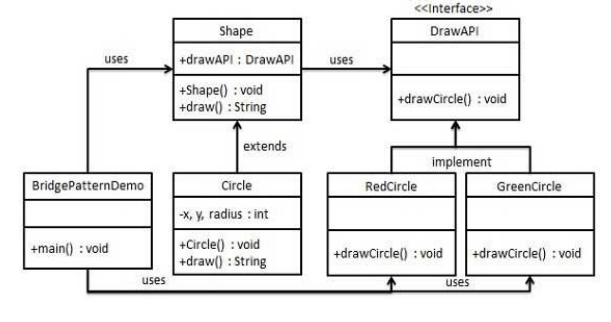 <<Interface>>
Shape
DrawAPI
+drawAPI : DrawAPI
uses
uses
+Shape() : void
+draw() : String
+drawCircle() : void
extends
implement
BridgePatternDemo
Circle
RedCircle
GreenCircle
-x, y, radius : int
+main() : void
+Circle() : void
+draw() : String
+drawCircle() : void
+drawCircle() : void
uses
uses